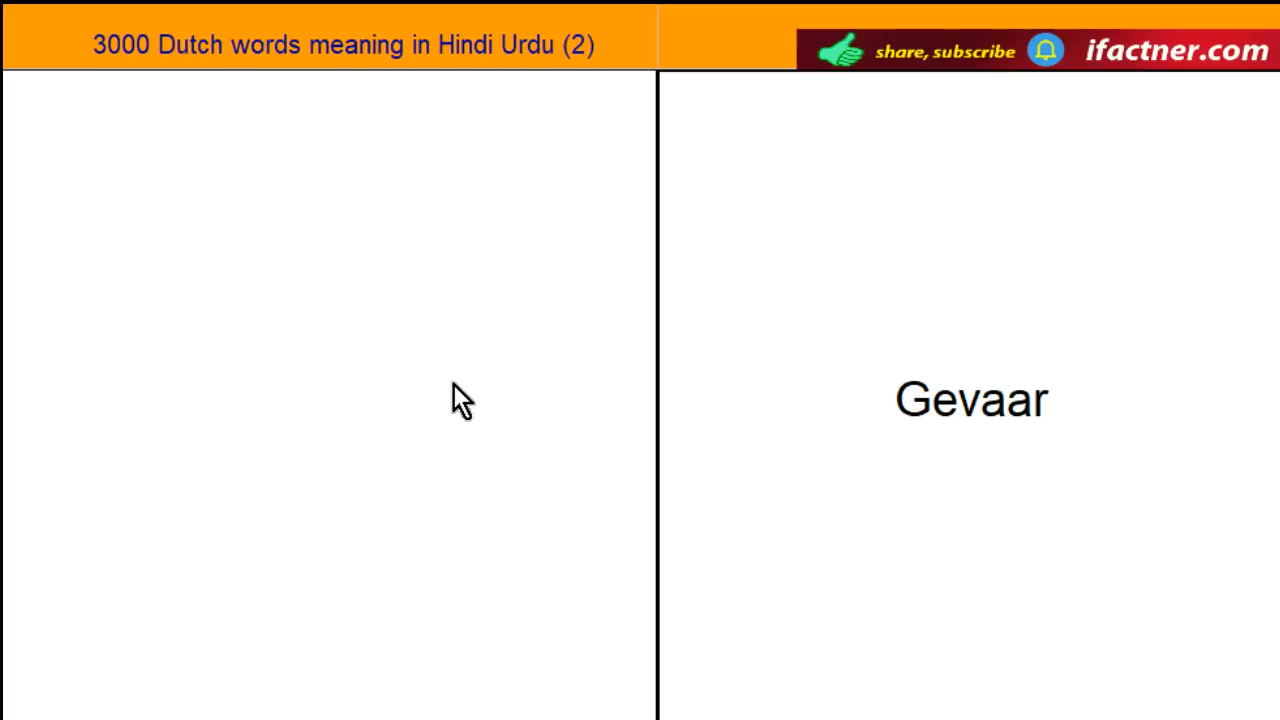 3000 Dutch words meaning in Hindi Urdu (2)
share, subscribe
ifactner.com
Gevaar